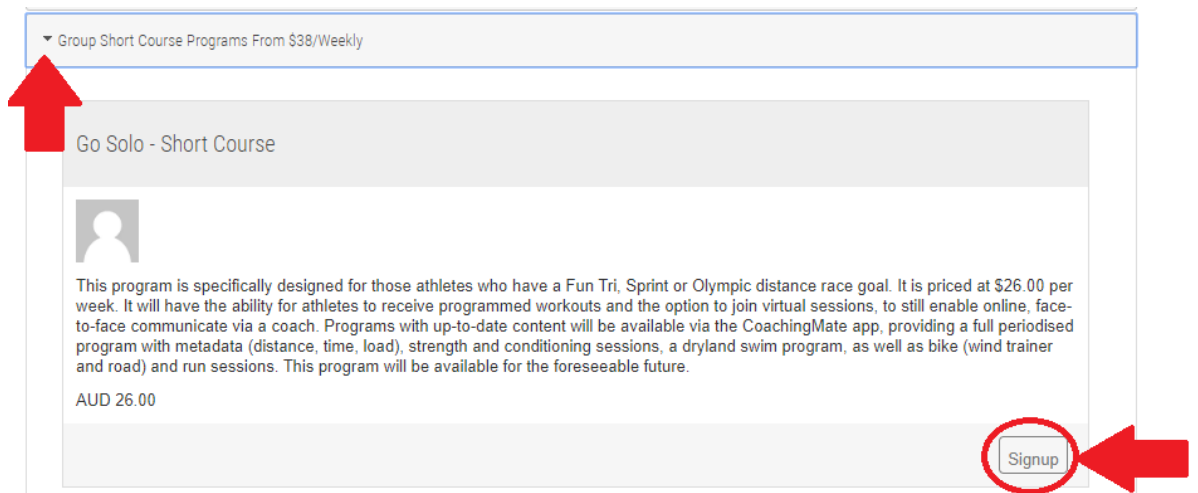 Group Short Course Programs From $38/Weekly
Go Solo - Short Course
This program is specifically designed for those athletes who have a Fun Tri, Sprint or Olympic distance race goal. It is priced at $26.00 per
week. It will have the ability for athletes to receive programmed workouts and the option to join virtual sessions, to still enable online, face-
to-face communicate via a coach. Programs with up-to-date content will be available via the CoachingMate app, providing a full periodised
program with metadata (distance, time, load), strength and conditioning sessions, a dryland swim program, as well as bike (wind trainer
and road) and run sessions. This program will be available for the foreseeable future.
AUD 26.00
Signup